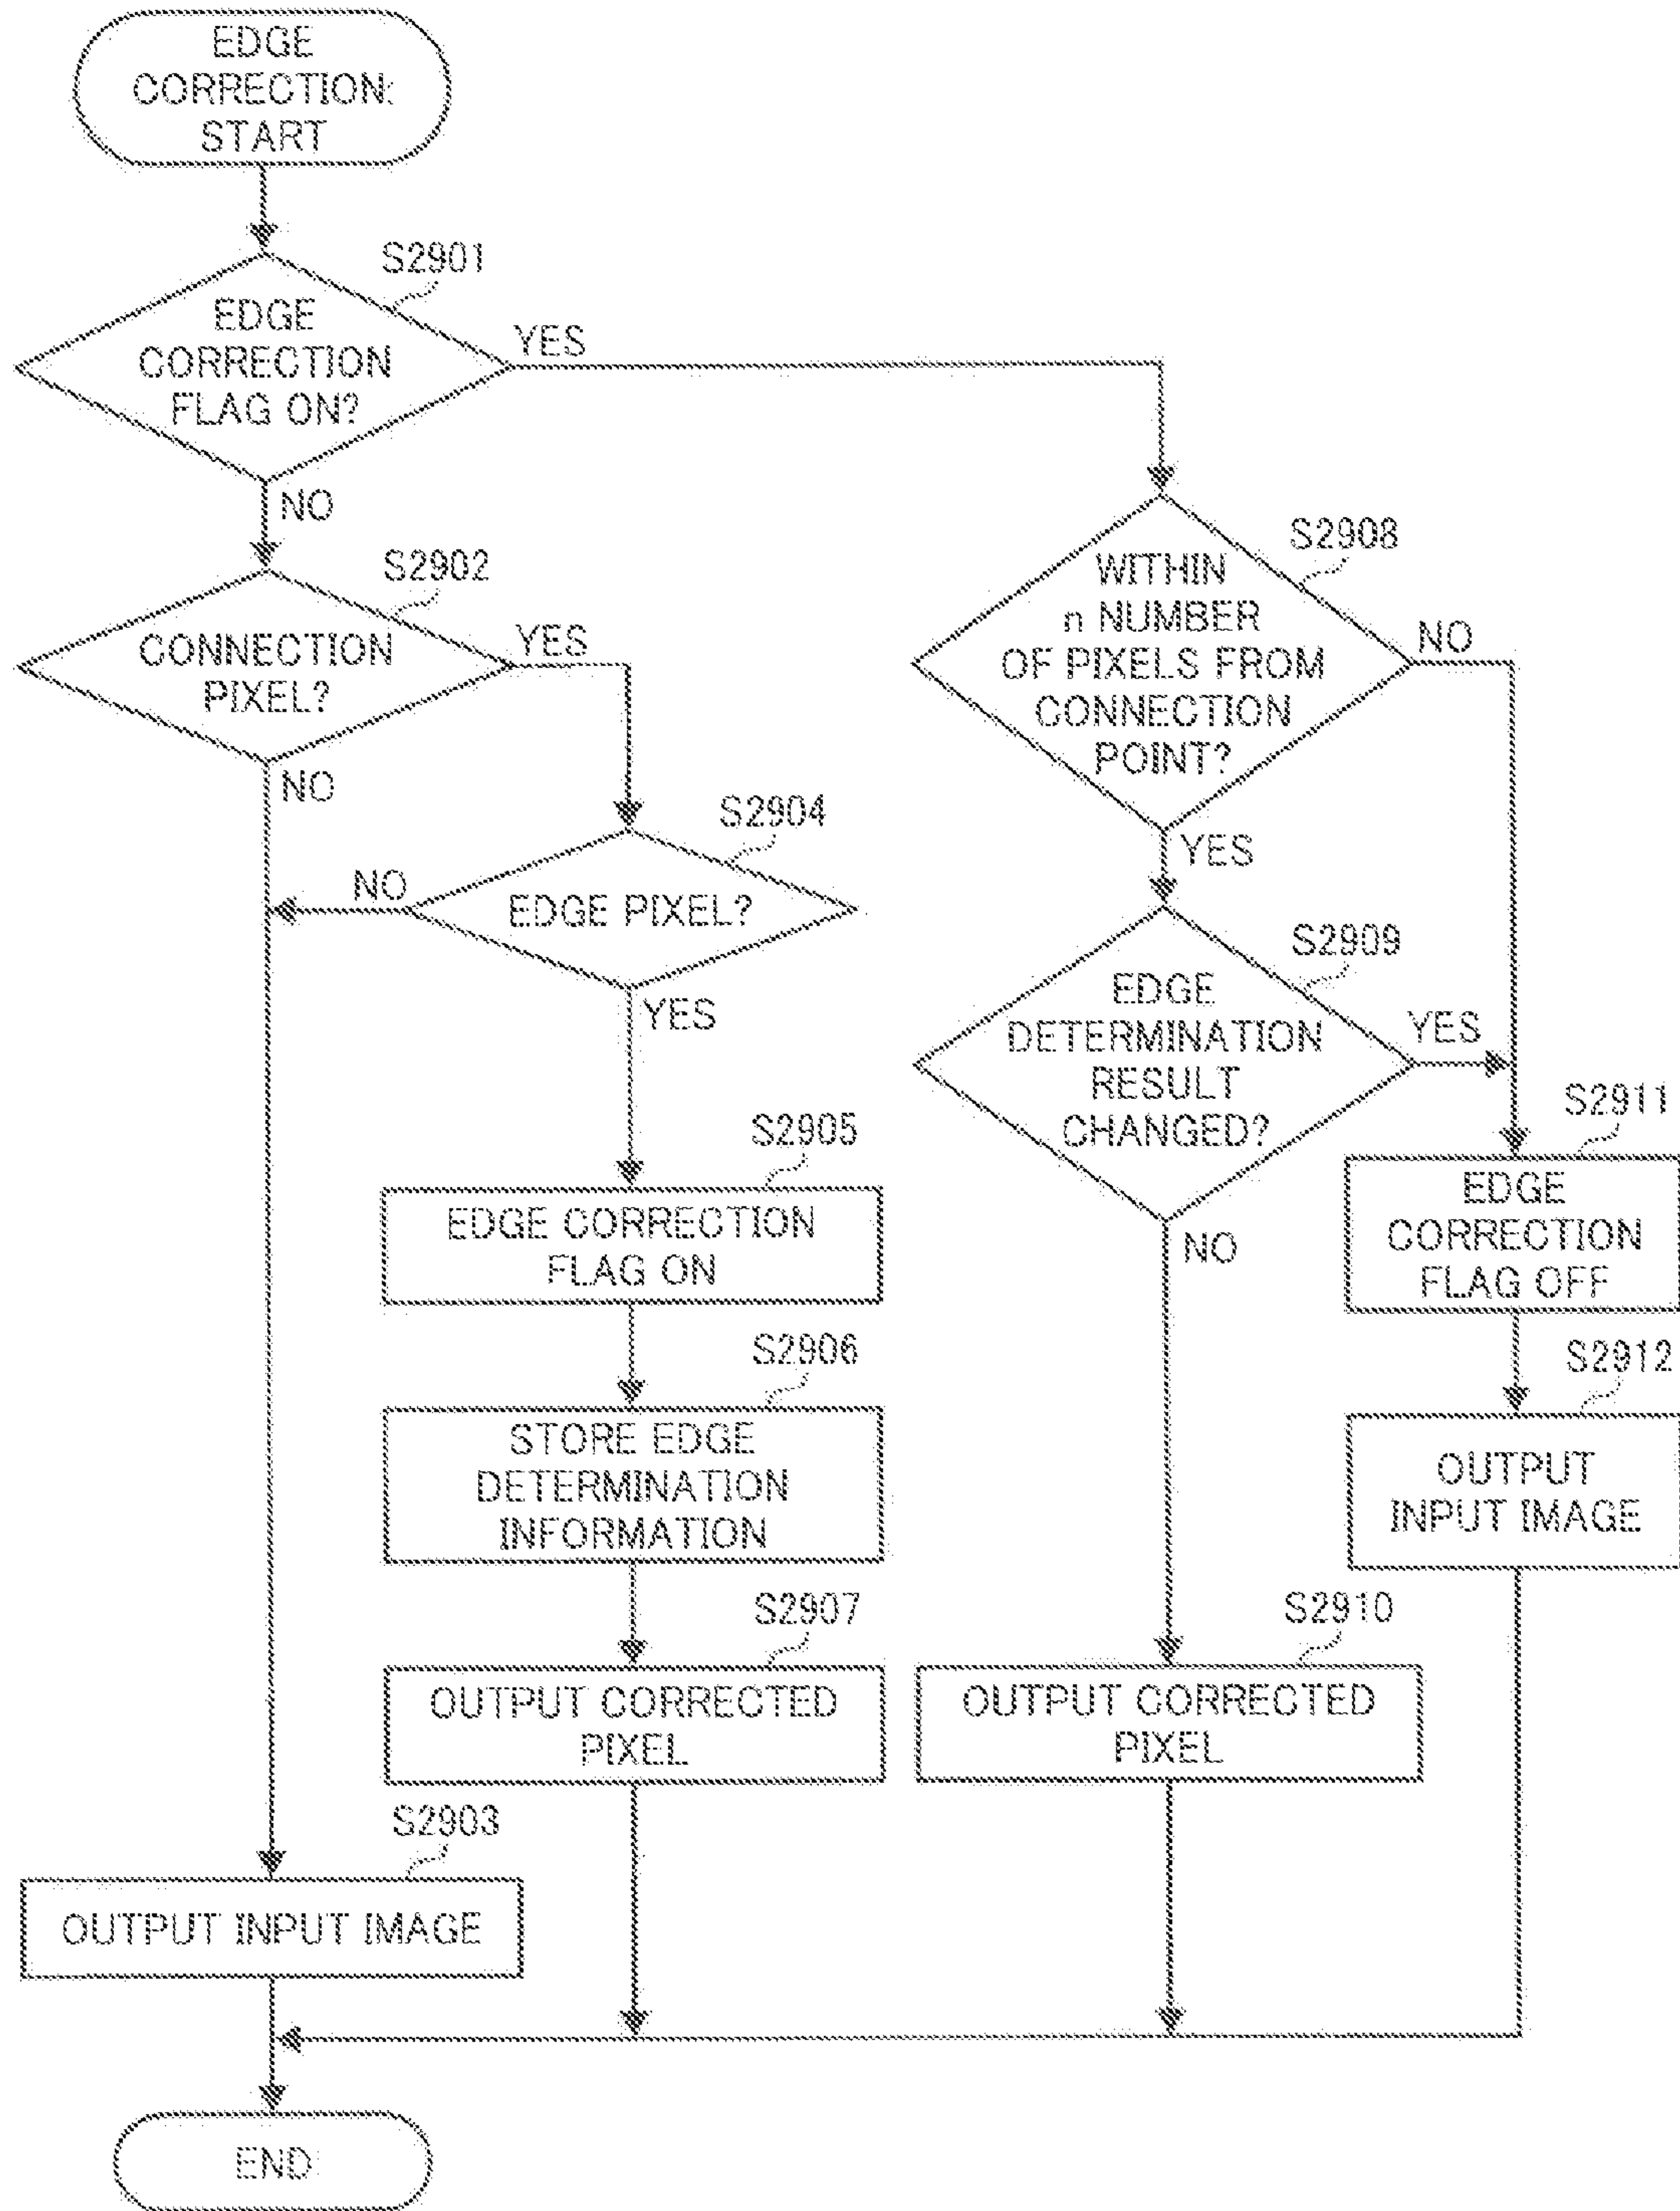 EDGE
CORRECTION:
START
S2901
EDGE
CORRECTION
FLAG ON?
YES
NO
S2902
CONNECTION
PIXEL?
YES
NO
S2904
EDGE PIXEL?
NO
YES
S2905
EDGE CORRECTION
FLAG ON
S2906
STORE EDGE
DETERMINATION
INFORMATION
S2907
OUTPUT CORRECTED
PIXEL
S2903
OUTPUT INPUT IMAGE
S2908
WITHIN
n NUMBER
OF PIXELS FROM
CONNECTION
POINT?
NO
YES
S2909
EDGE
DETERMINATION
RESULT
CHANGED?
YES
NO
S2911
EDGE
CORRECTION
FLAG OFF
S2912
OUTPUT
INPUT IMAGE
S2910
OUTPUT CORRECTED
PIXEL
END